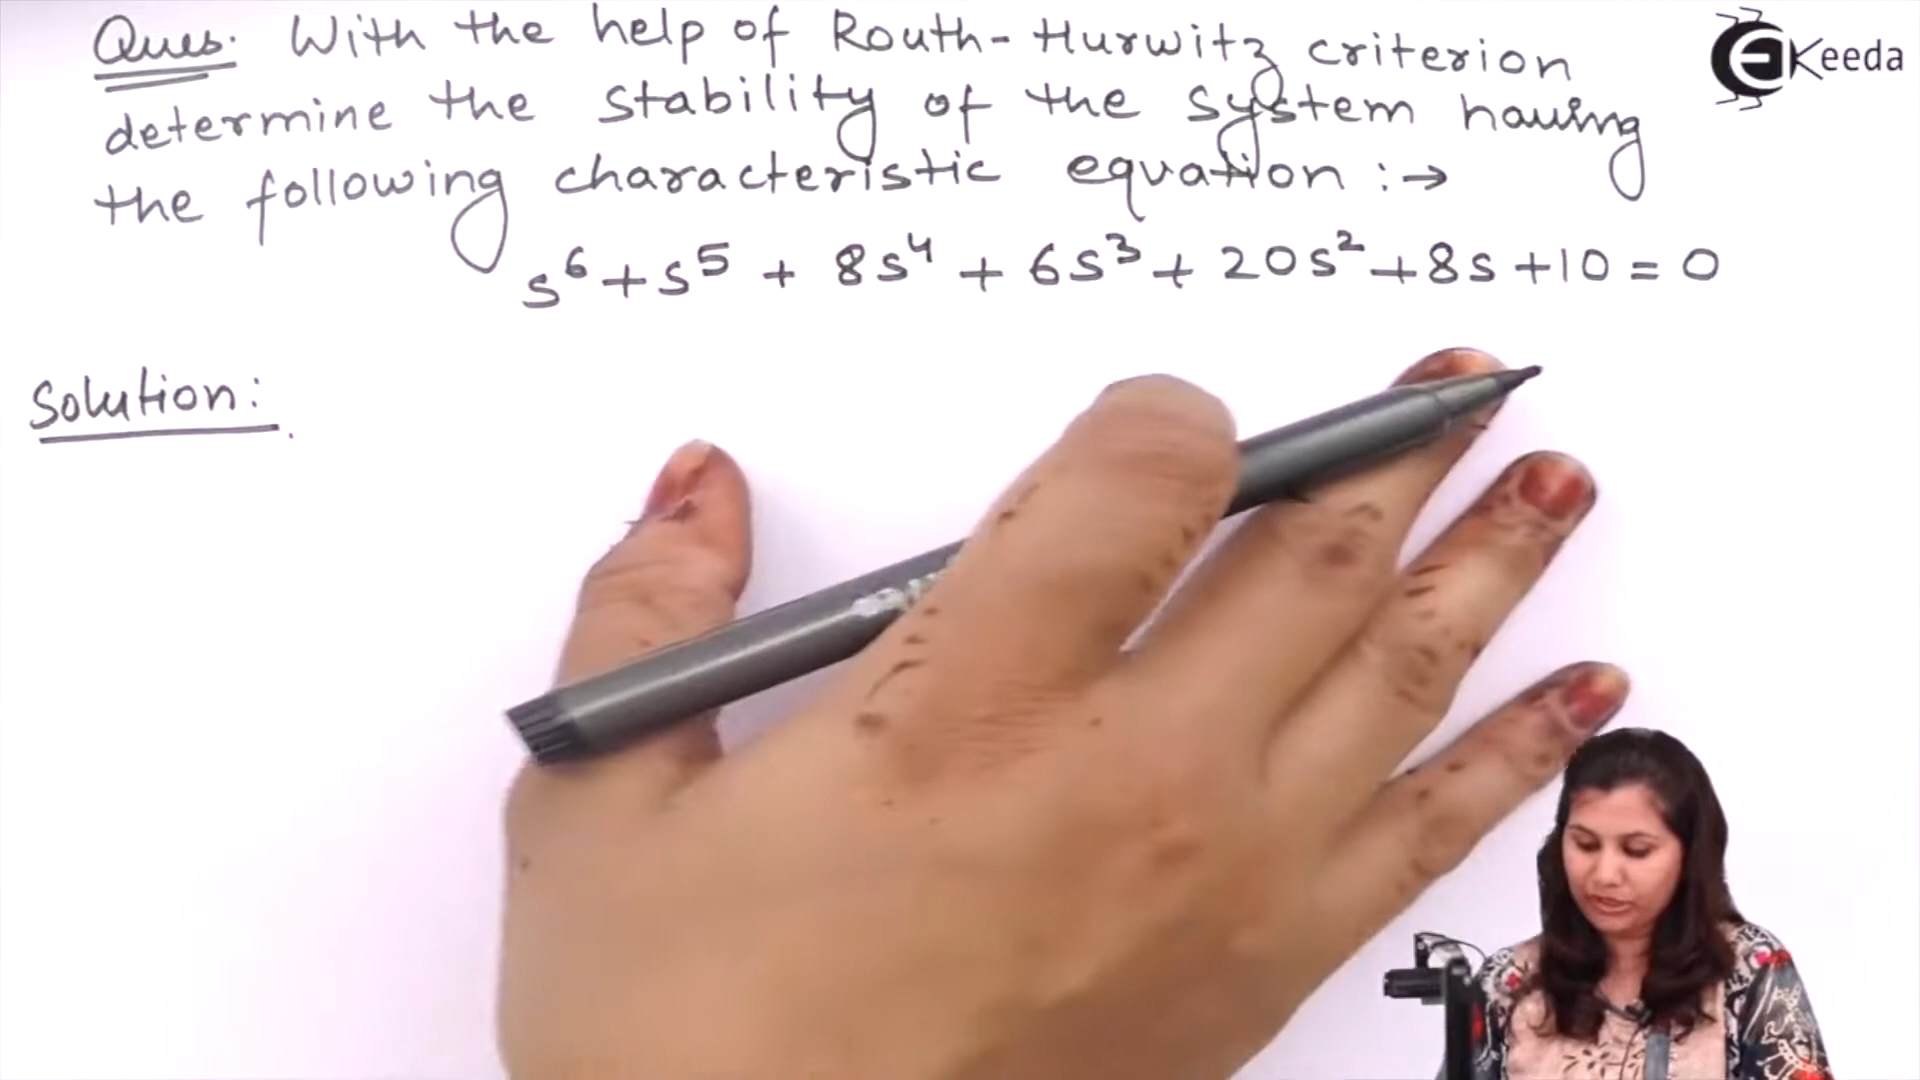 Ques. With the help of Routh-Hurwitz criterion
determine the stability of the system having
the following characteristic equation :→
s⁶ + s⁵ + 8s⁴ + 6s³ + 20s² + 8s + 10 = 0
Solution:
EKeeda